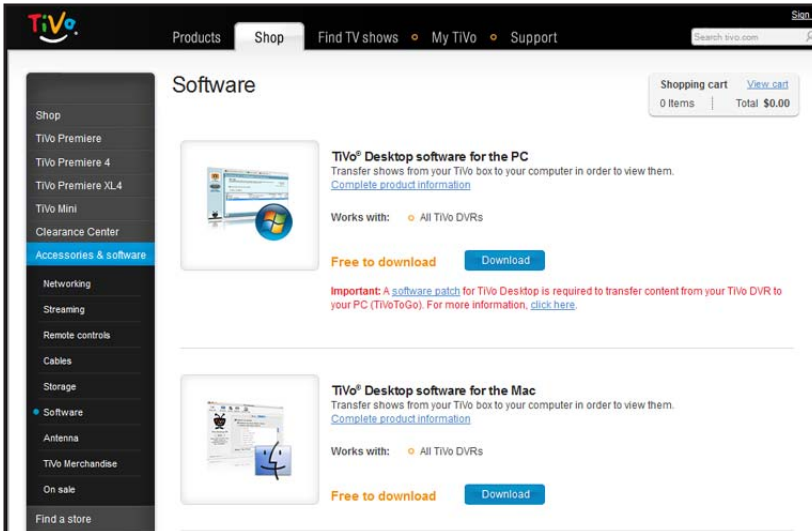 TiVo
Sign
Products
Shop
Find TV shows
My TiVo
Support
Search tivo.com
Software
Shopping cart
View cart
0 Items
Total $0.00
Shop
TiVo Premiere
TiVo Premiere 4
TiVo Premiere XL4
TiVo Mini
Clearance Center
Accessories & software
Networking
Streaming
Remote controls
Cables
Storage
Software
Antenna
TiVo Merchandise
On sale
Find a store
TiVo® Desktop software for the PC
Transfer shows from your TiVo box to your computer in order to view them.
Complete product information
Works with:
All TiVo DVRs
Free to download
Download
Important: A software patch for TiVo Desktop is required to transfer content from your TiVo DVR to
your PC (TiVoToGo). For more information, click here.
TiVo® Desktop software for the Mac
Transfer shows from your TiVo box to your computer in order to view them.
Complete product information
Works with:
All TiVo DVRs
Free to download
Download